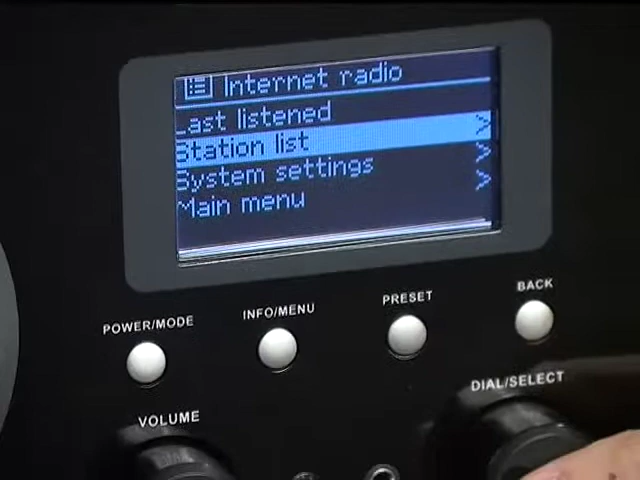 Internet radio
Last listened
Station list >
System settings >
Main menu >
POWER/MODE
INFO/MENU
PRESET
BACK
VOLUME
DIAL/SELECT